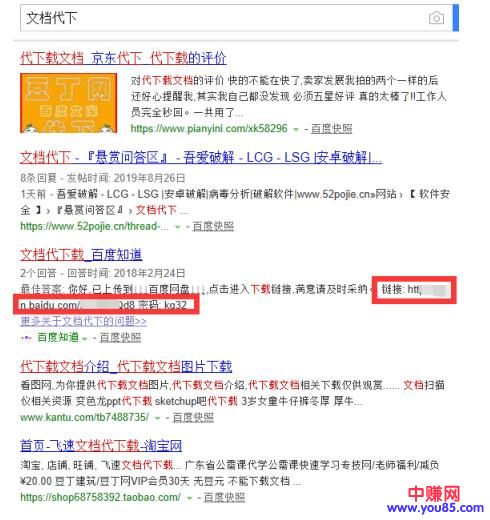 文档代下
代下载文档_京东代下_代下载的评价
豆丁网
百度文库
对代下载文档的评价 快的不能在快了,卖家发展我拍的两个一样的后
还好心提醒我,其实我自己都没发现 必须五星好评 真的太棒了!!工作人
员完全秒回。一共用了...
https://www.pianyini.com/xk58296 - 百度快照
文档代下 - 『悬赏问答区』 - 吾爱破解 - LCG - LSG |安卓破解|...
8条回复 - 发帖时间: 2019年8月26日
1天前 - 吾爱破解 - LCG - LSG |安卓破解|病毒分析|破解软件|www.52pojie.cn»网站 › 【 软件安
全 】 › 『悬赏问答区』 › 文档代下 ...
https://www.52pojie.cn/thread-... - 百度快照
文档代下载_百度知道
2个回答 - 回答时间: 2018年2月24日
最佳答案: 你好,已上传到↓↓↓百度网盘↓↓↓,点击进入下载链接,满意请及时采纳 链接: htt
n.baidu.com/ Qd8 密码: kg32
更多关于文档代下的问题>>
百度知道 - 百度快照
文档代下载介绍_代下载文档图片下载
看图网,为你提供代下载文档图片,代下载文档介绍,代下载文档相关下载仅供观赏...... 文档扫描
仪相关资源 变色龙ppt代下载 sketchup吧代下载 3岁女童牛仔裤冬厚 厚牛...
www.kantu.com/tb7488735/ - 百度快照
首页-飞速文档代下载-淘宝网
淘宝, 店铺, 旺铺, 飞速文档代下载... 广东省公需课代学公需课快速学习专技网/老师福利/减负
¥20.00 豆丁建筑/豆丁网VIP会员30天 无豆元 不能下载文档 ...
https://shop68758392.taobao.com/ - 百度快照
中赚网
www.you85.com